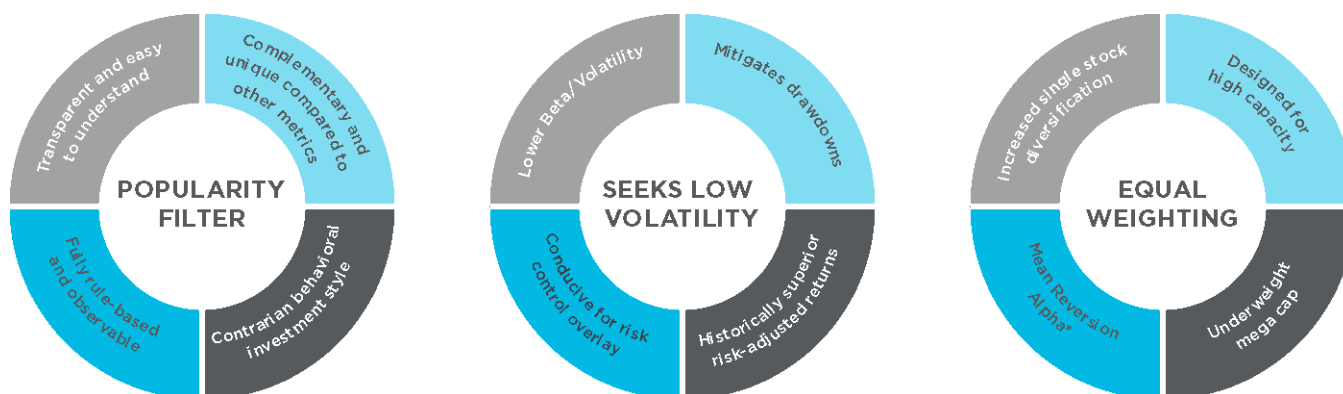 Transparent and easy
to understand
Complementary and
unique compared to
other metrics
POPULARITY
FILTER
Fully rule-based
and observable
Contrarian behavioral
investment style
Lower Beta/Volatility
Mitigates drawdowns
SEEKS LOW
VOLATILITY
Conducive for risk
control overlay
Historically superior
risk-adjusted returns
Increased single stock
diversification
Designed for
high capacity
EQUAL
WEIGHTING
Mean Reversion
Alpha*
Underweight
mega cap